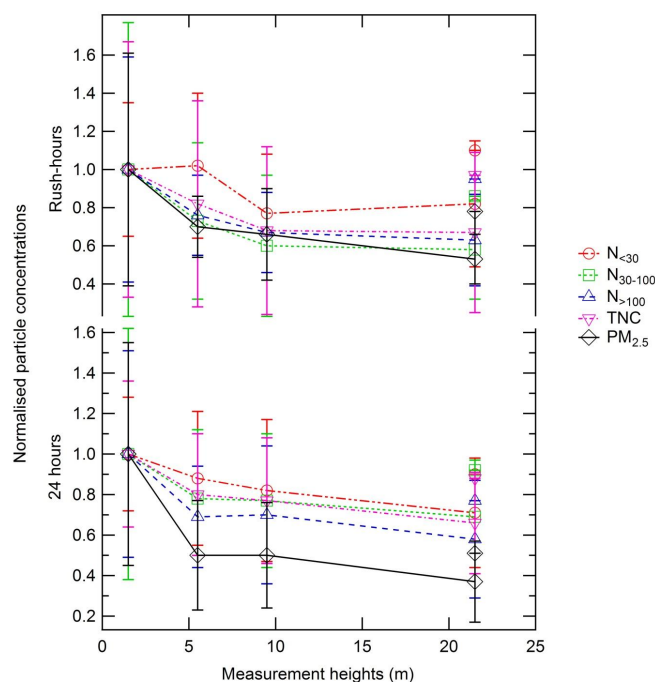 Normalised particle concentrations
Rush-hours
1.6
1.4
1.2
1.0
0.8
0.6
0.4
24 hours
1.6
1.4
1.2
1.0
0.8
0.6
0.4
0.2
0 5 10 15 20 25
Measurement heights (m)
N<30
N30-100
N>100
TNC
PM2.5